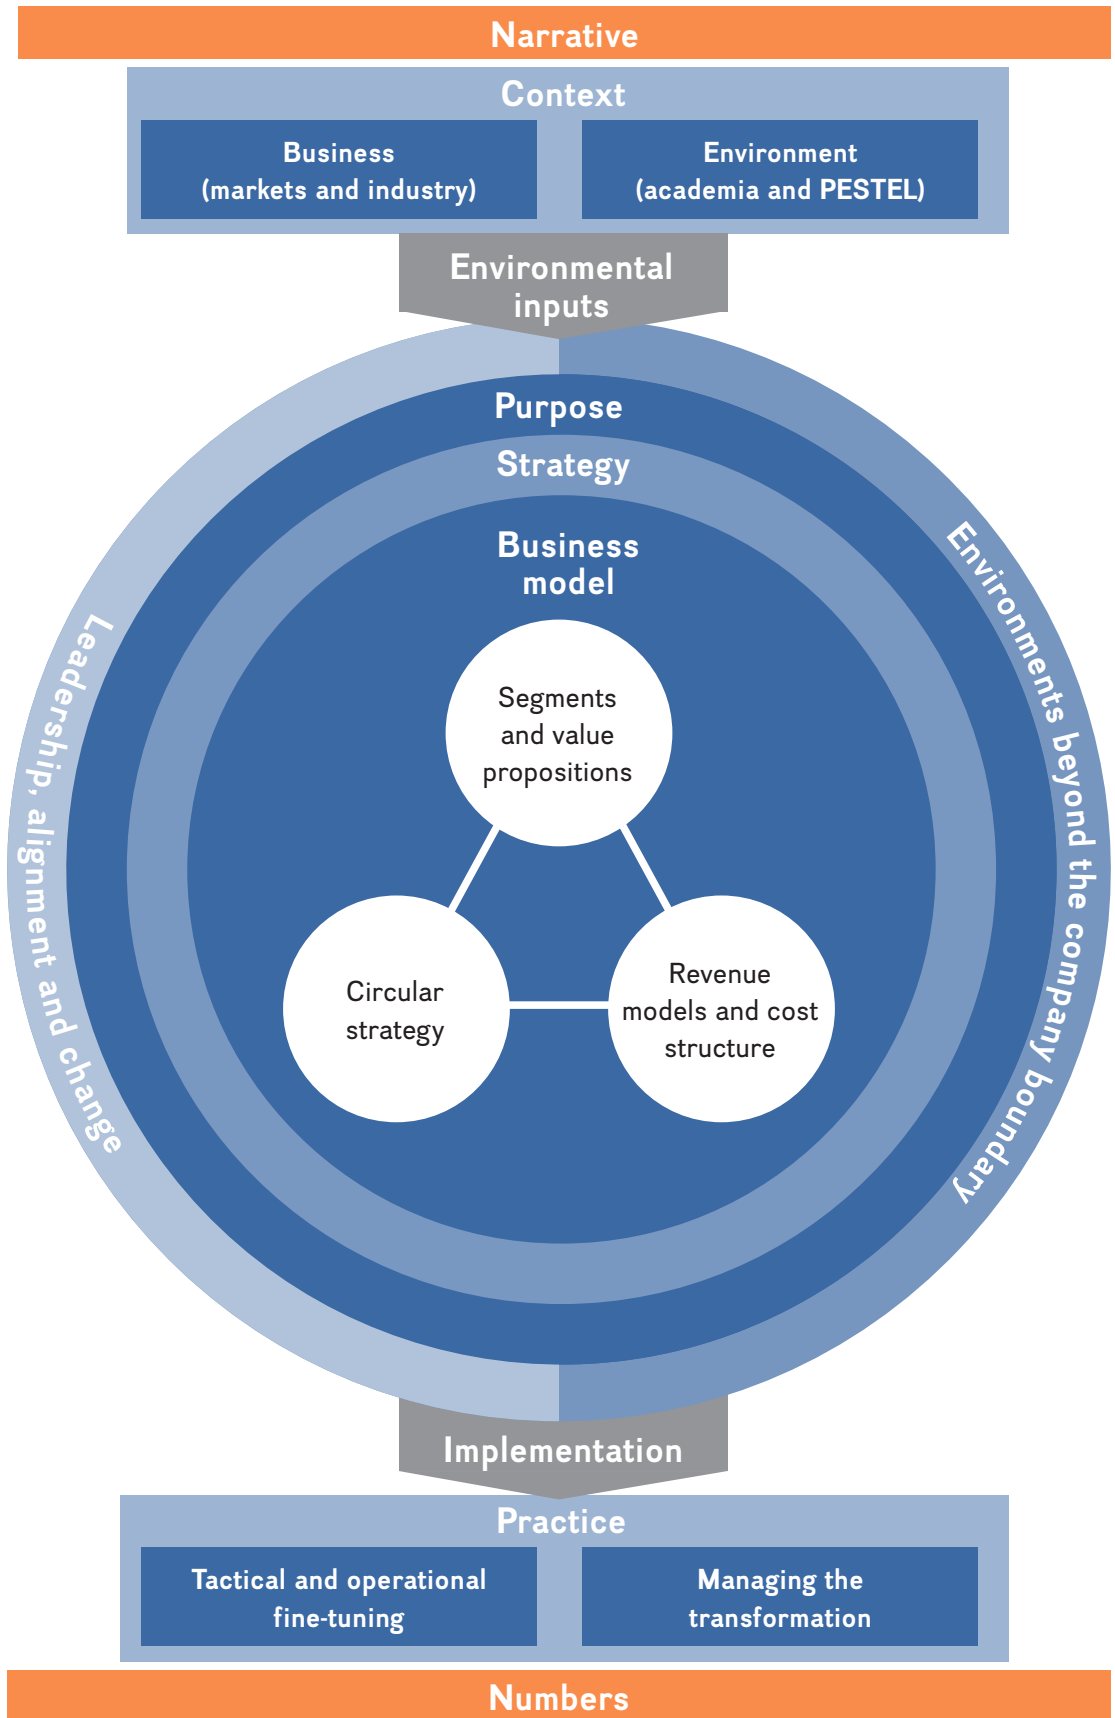 Narrative
Context
Business
(markets and industry)
Environment
(academia and PESTEL)
Environmental
inputs
Purpose
Strategy
Business
model
Segments
and value
propositions
Circular
strategy
Revenue
models and cost
structure
Leadership, alignment and change
Environments beyond the company boundary
Implementation
Practice
Tactical and operational
fine-tuning
Managing the
transformation
Numbers